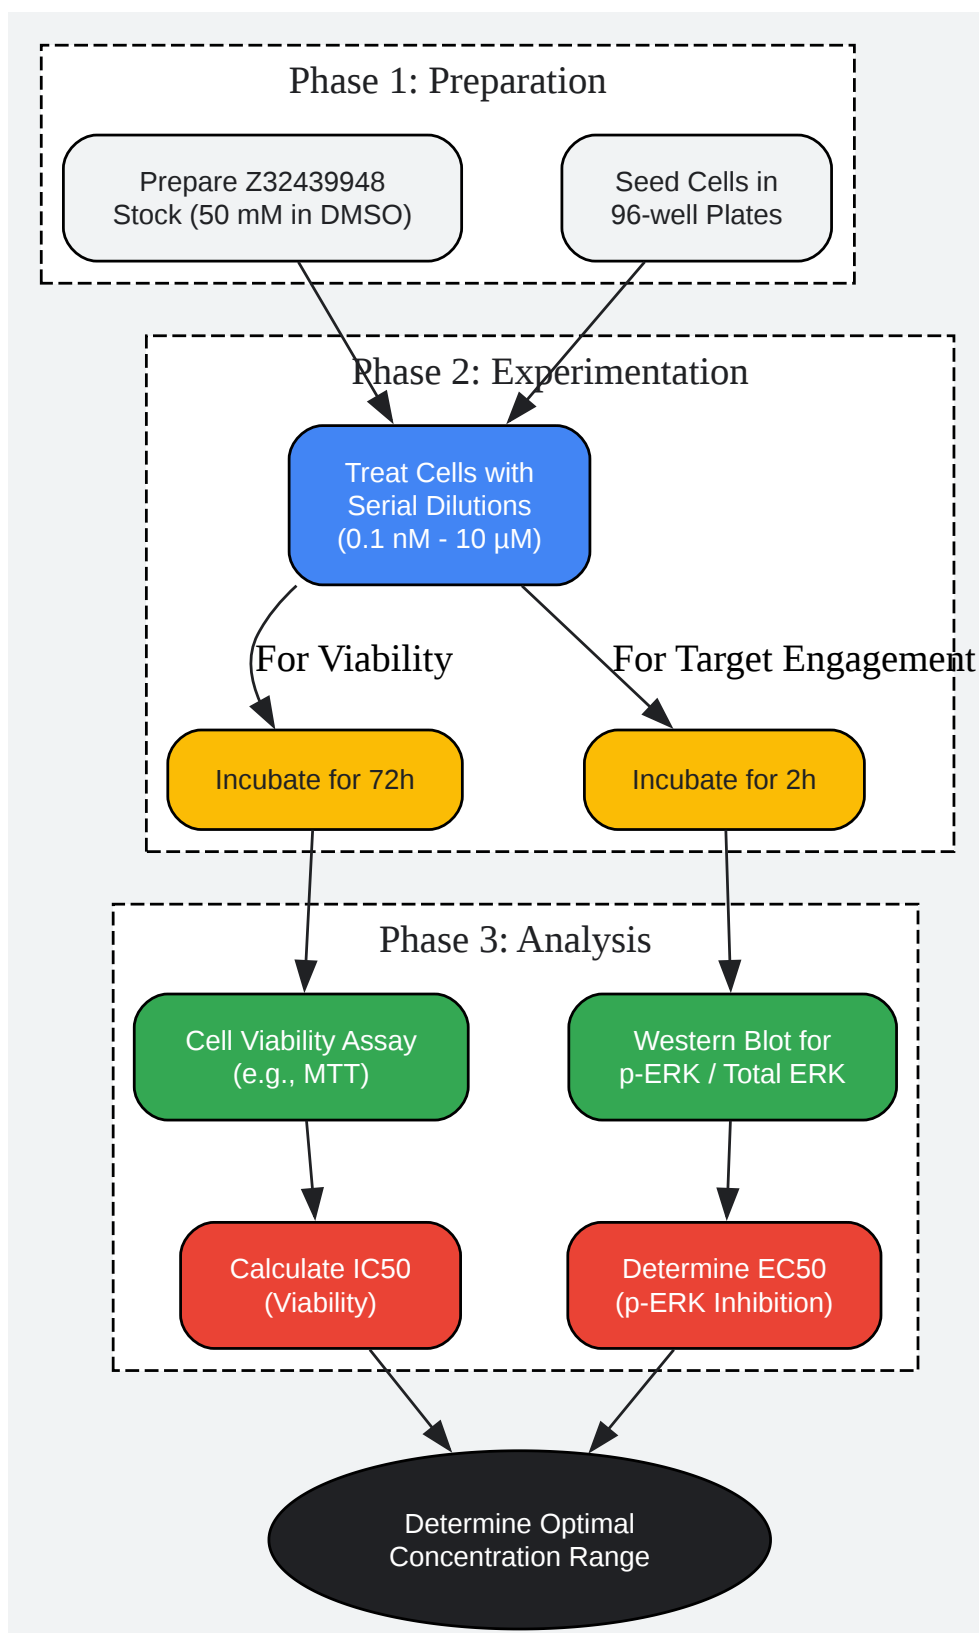 Phase 1: Preparation
Prepare Z32439948
Stock (50 mM in DMSO)
Seed Cells in
96-well Plates
Phase 2: Experimentation
Treat Cells with
Serial Dilutions
(0.1 nM - 10 µM)
For Viability
For Target Engagement
Incubate for 72h
Incubate for 2h
Phase 3: Analysis
Cell Viability Assay
(e.g., MTT)
Western Blot for
p-ERK / Total ERK
Calculate IC50
(Viability)
Determine EC50
(p-ERK Inhibition)
Determine Optimal
Concentration Range